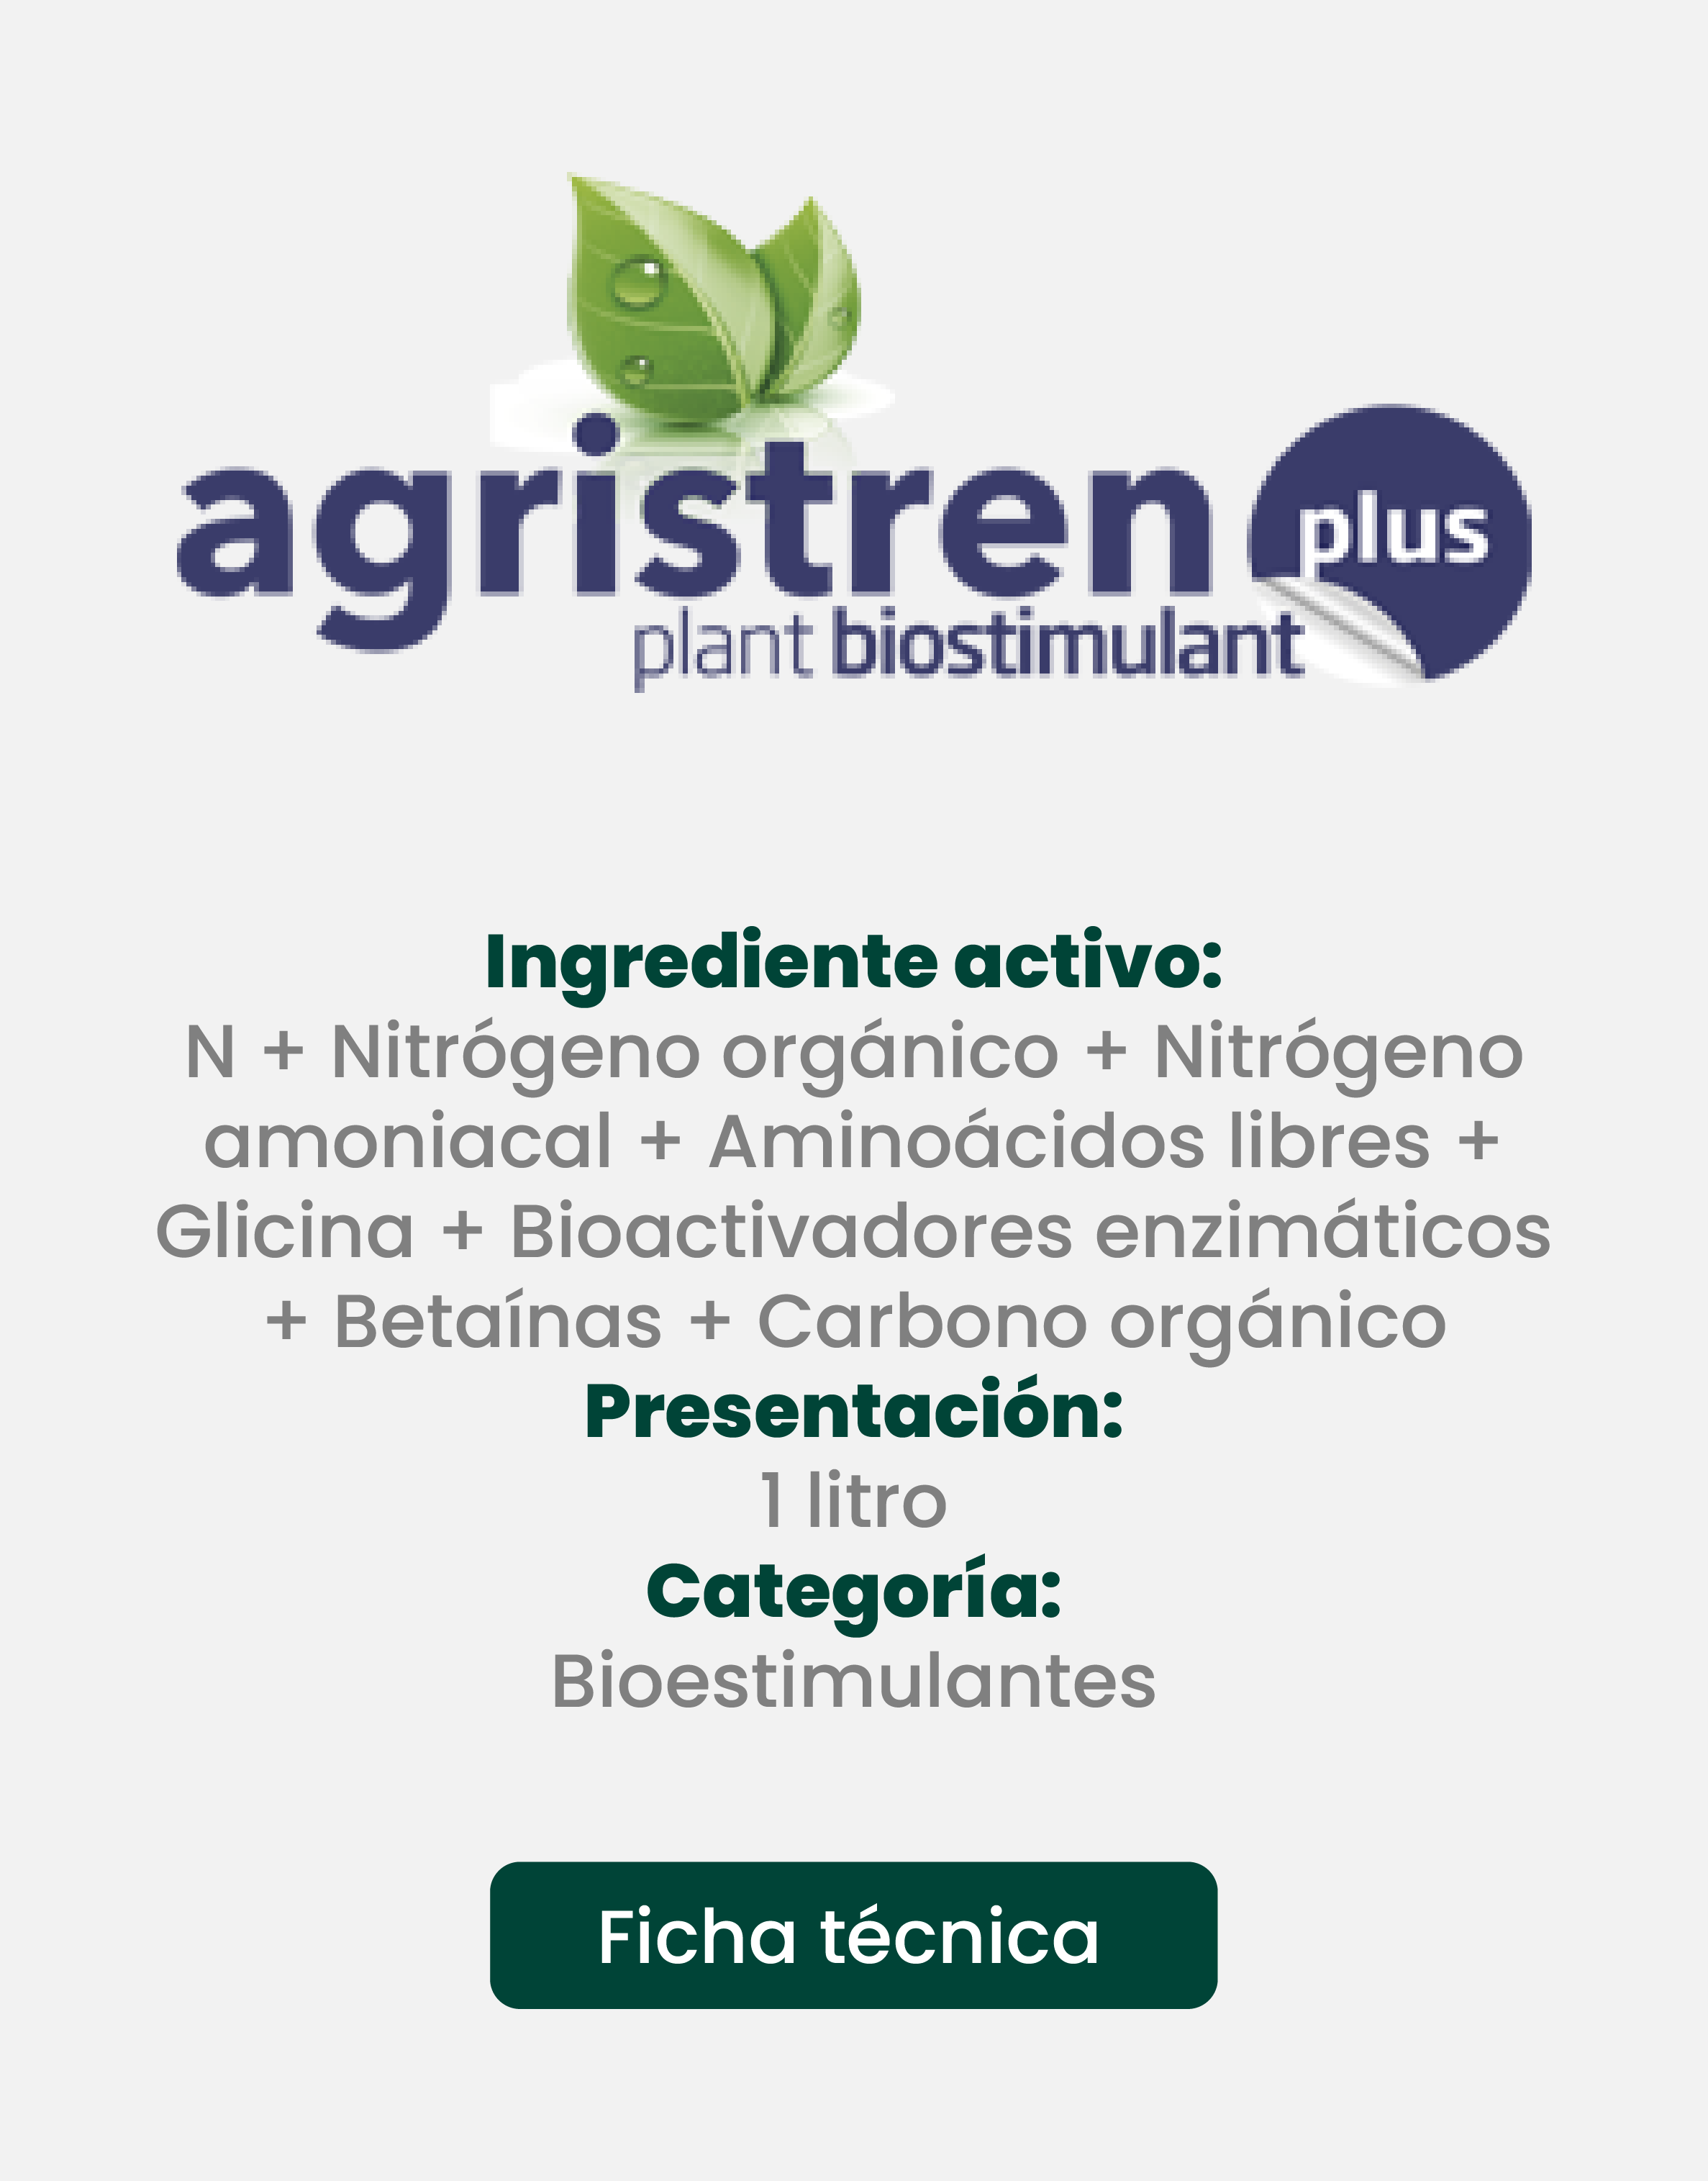 agristren plus
plant biostimulant
Ingrediente activo:
N + Nitrógeno orgánico + Nitrógeno
amoniacal + Aminoácidos libres +
Glicina + Bioactivadores enzimáticos
+ Betaínas + Carbono orgánico
Presentación:
1 litro
Categoría:
Bioestimulantes
Ficha técnica